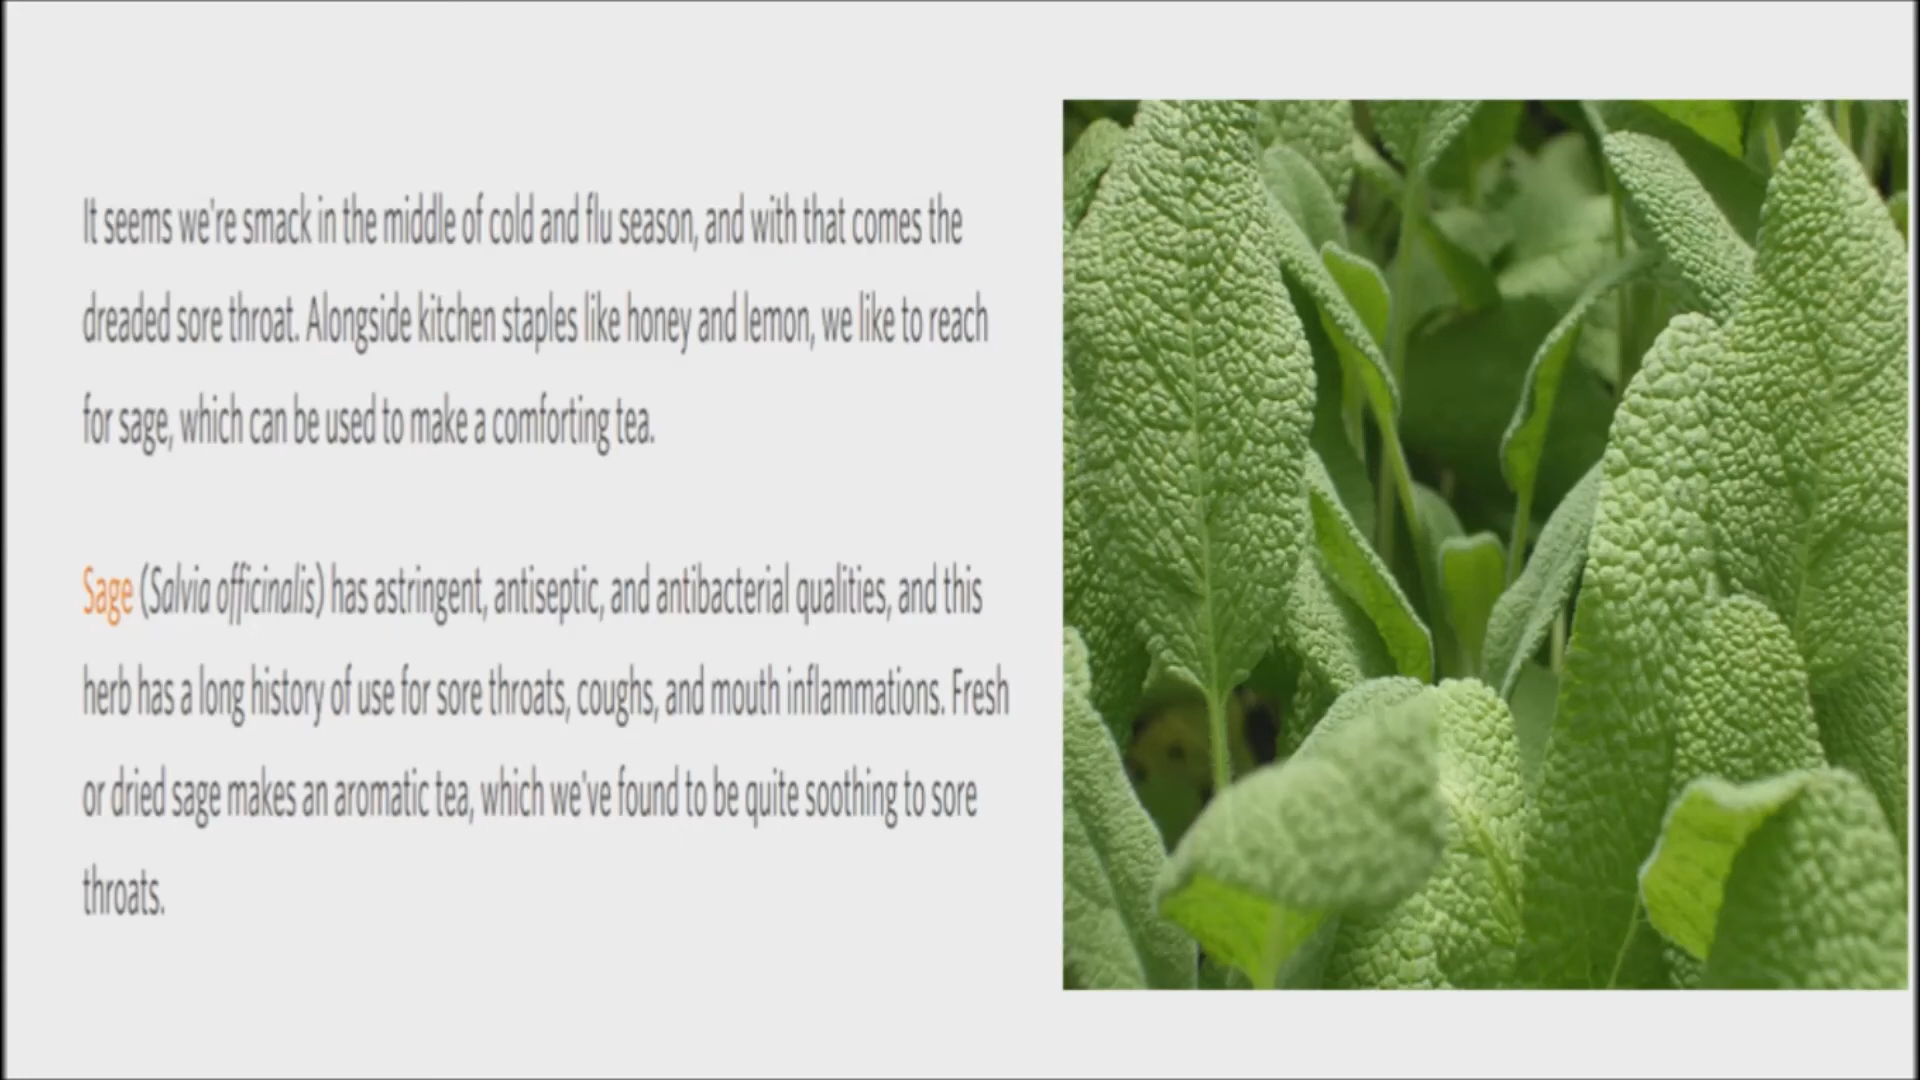 It seems we're smack in the middle of cold and flu season, and with that comes the
dreaded sore throat. Alongside kitchen staples like honey and lemon, we like to reach
for sage, which can be used to make a comforting tea.
Sage (Salvia officinalis) has astringent, antiseptic, and antibacterial qualities, and this
herb has a long history of use for sore throats, coughs, and mouth inflammations. Fresh
or dried sage makes an aromatic tea, which we've found to be quite soothing to sore
throats.